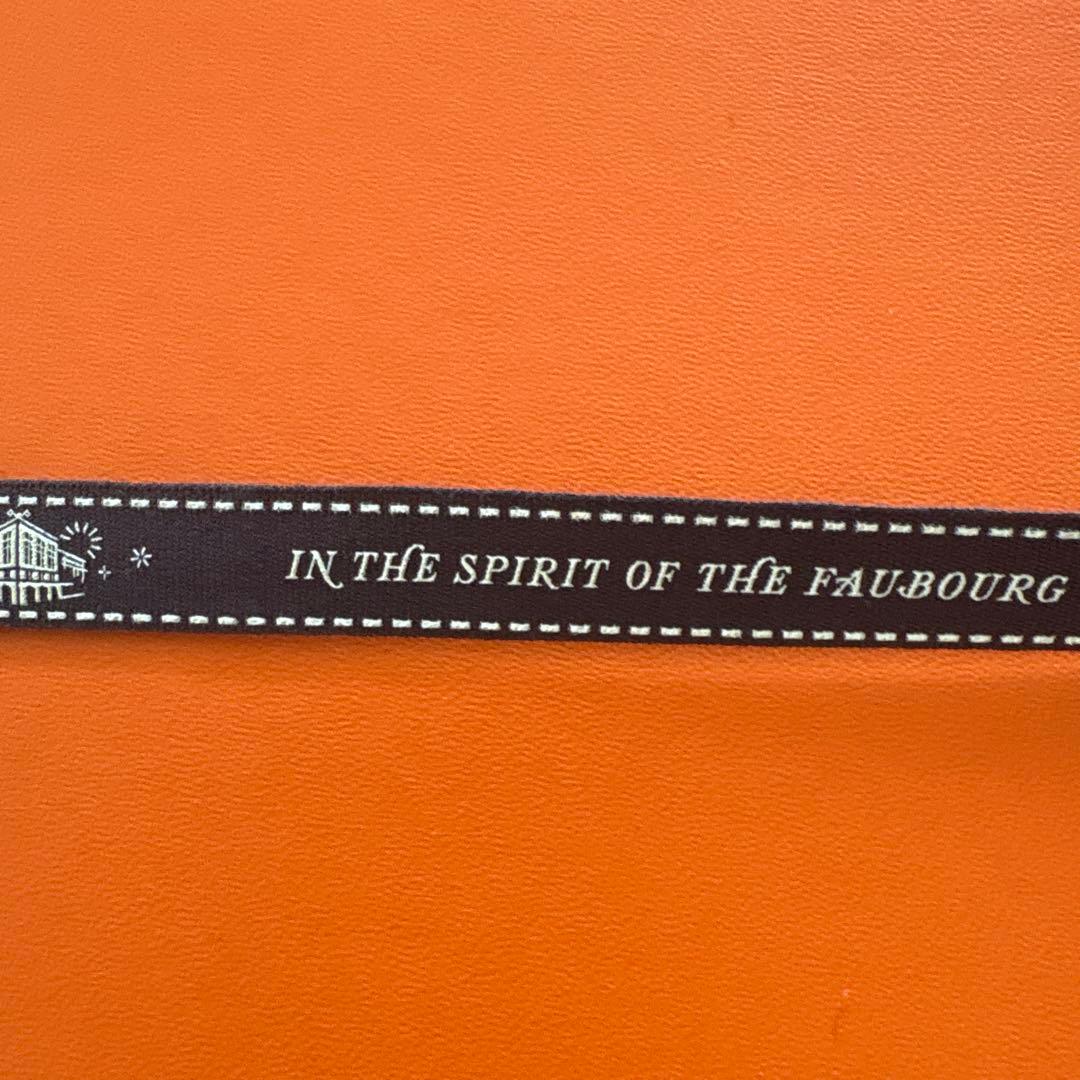 IN THE SPIRIT OF THE FAUBOURG